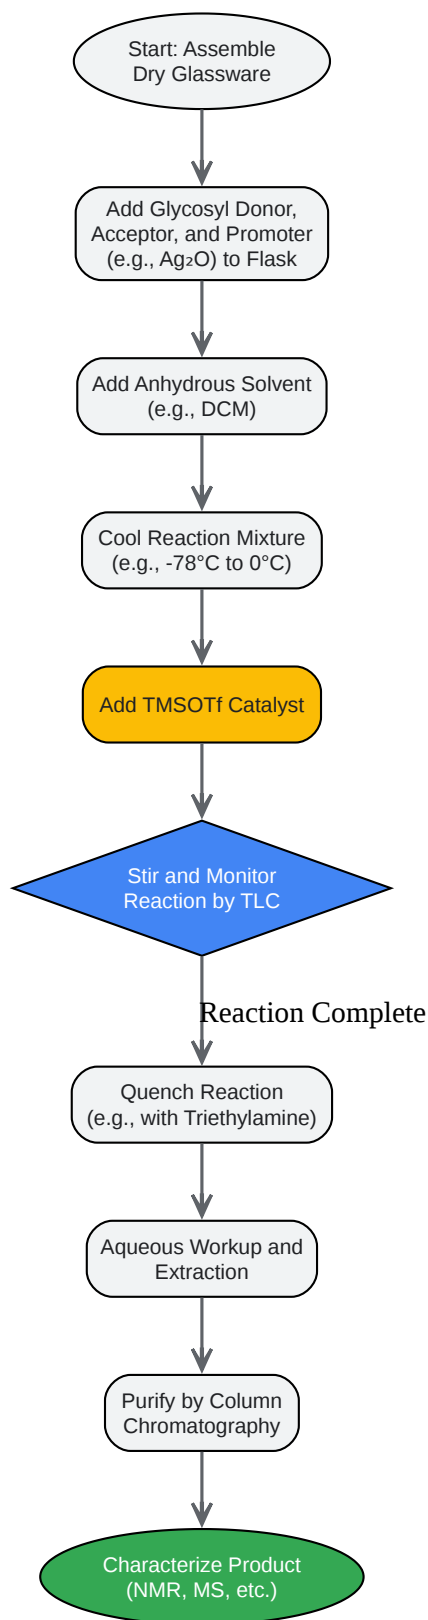 Start: Assemble
Dry Glassware
Add Glycosyl Donor,
Acceptor, and Promoter
(e.g., Ag₂O) to Flask
Add Anhydrous Solvent
(e.g., DCM)
Cool Reaction Mixture
(e.g., -78°C to 0°C)
Add TMSOTf Catalyst
Stir and Monitor
Reaction by TLC
Reaction Complete
Quench Reaction
(e.g., with Triethylamine)
Aqueous Workup and
Extraction
Purify by Column
Chromatography
Characterize Product
(NMR, MS, etc.)